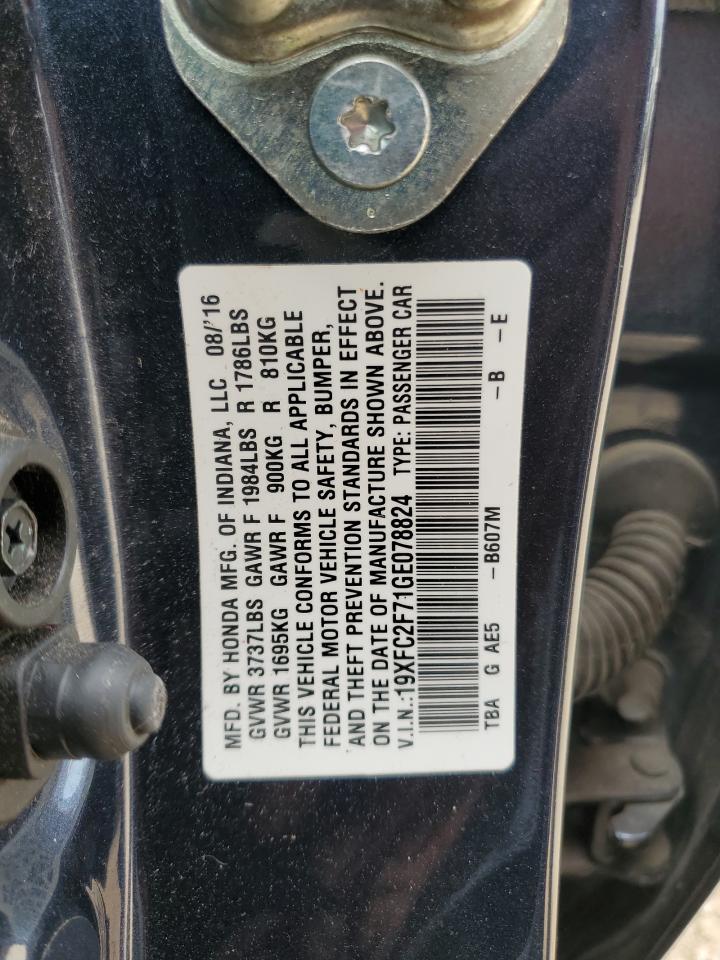 MFD. BY HONDA MFG. OF INDIANA, LLC 08/'16
GVWR 3737LBS GAWR F 1984LBS R 1786LBS
GVWR 1695KG GAWR F 900KG R 810KG
THIS VEHICLE CONFORMS TO ALL APPLICABLE
FEDERAL MOTOR VEHICLE SAFETY, BUMPER,
AND THEFT PREVENTION STANDARDS IN EFFECT
ON THE DATE OF MANUFACTURE SHOWN ABOVE.
V.I.N.:19XFC2F71GE078824 TYPE: PASSENGER CAR
TBA G AE5 -B607M -B -E